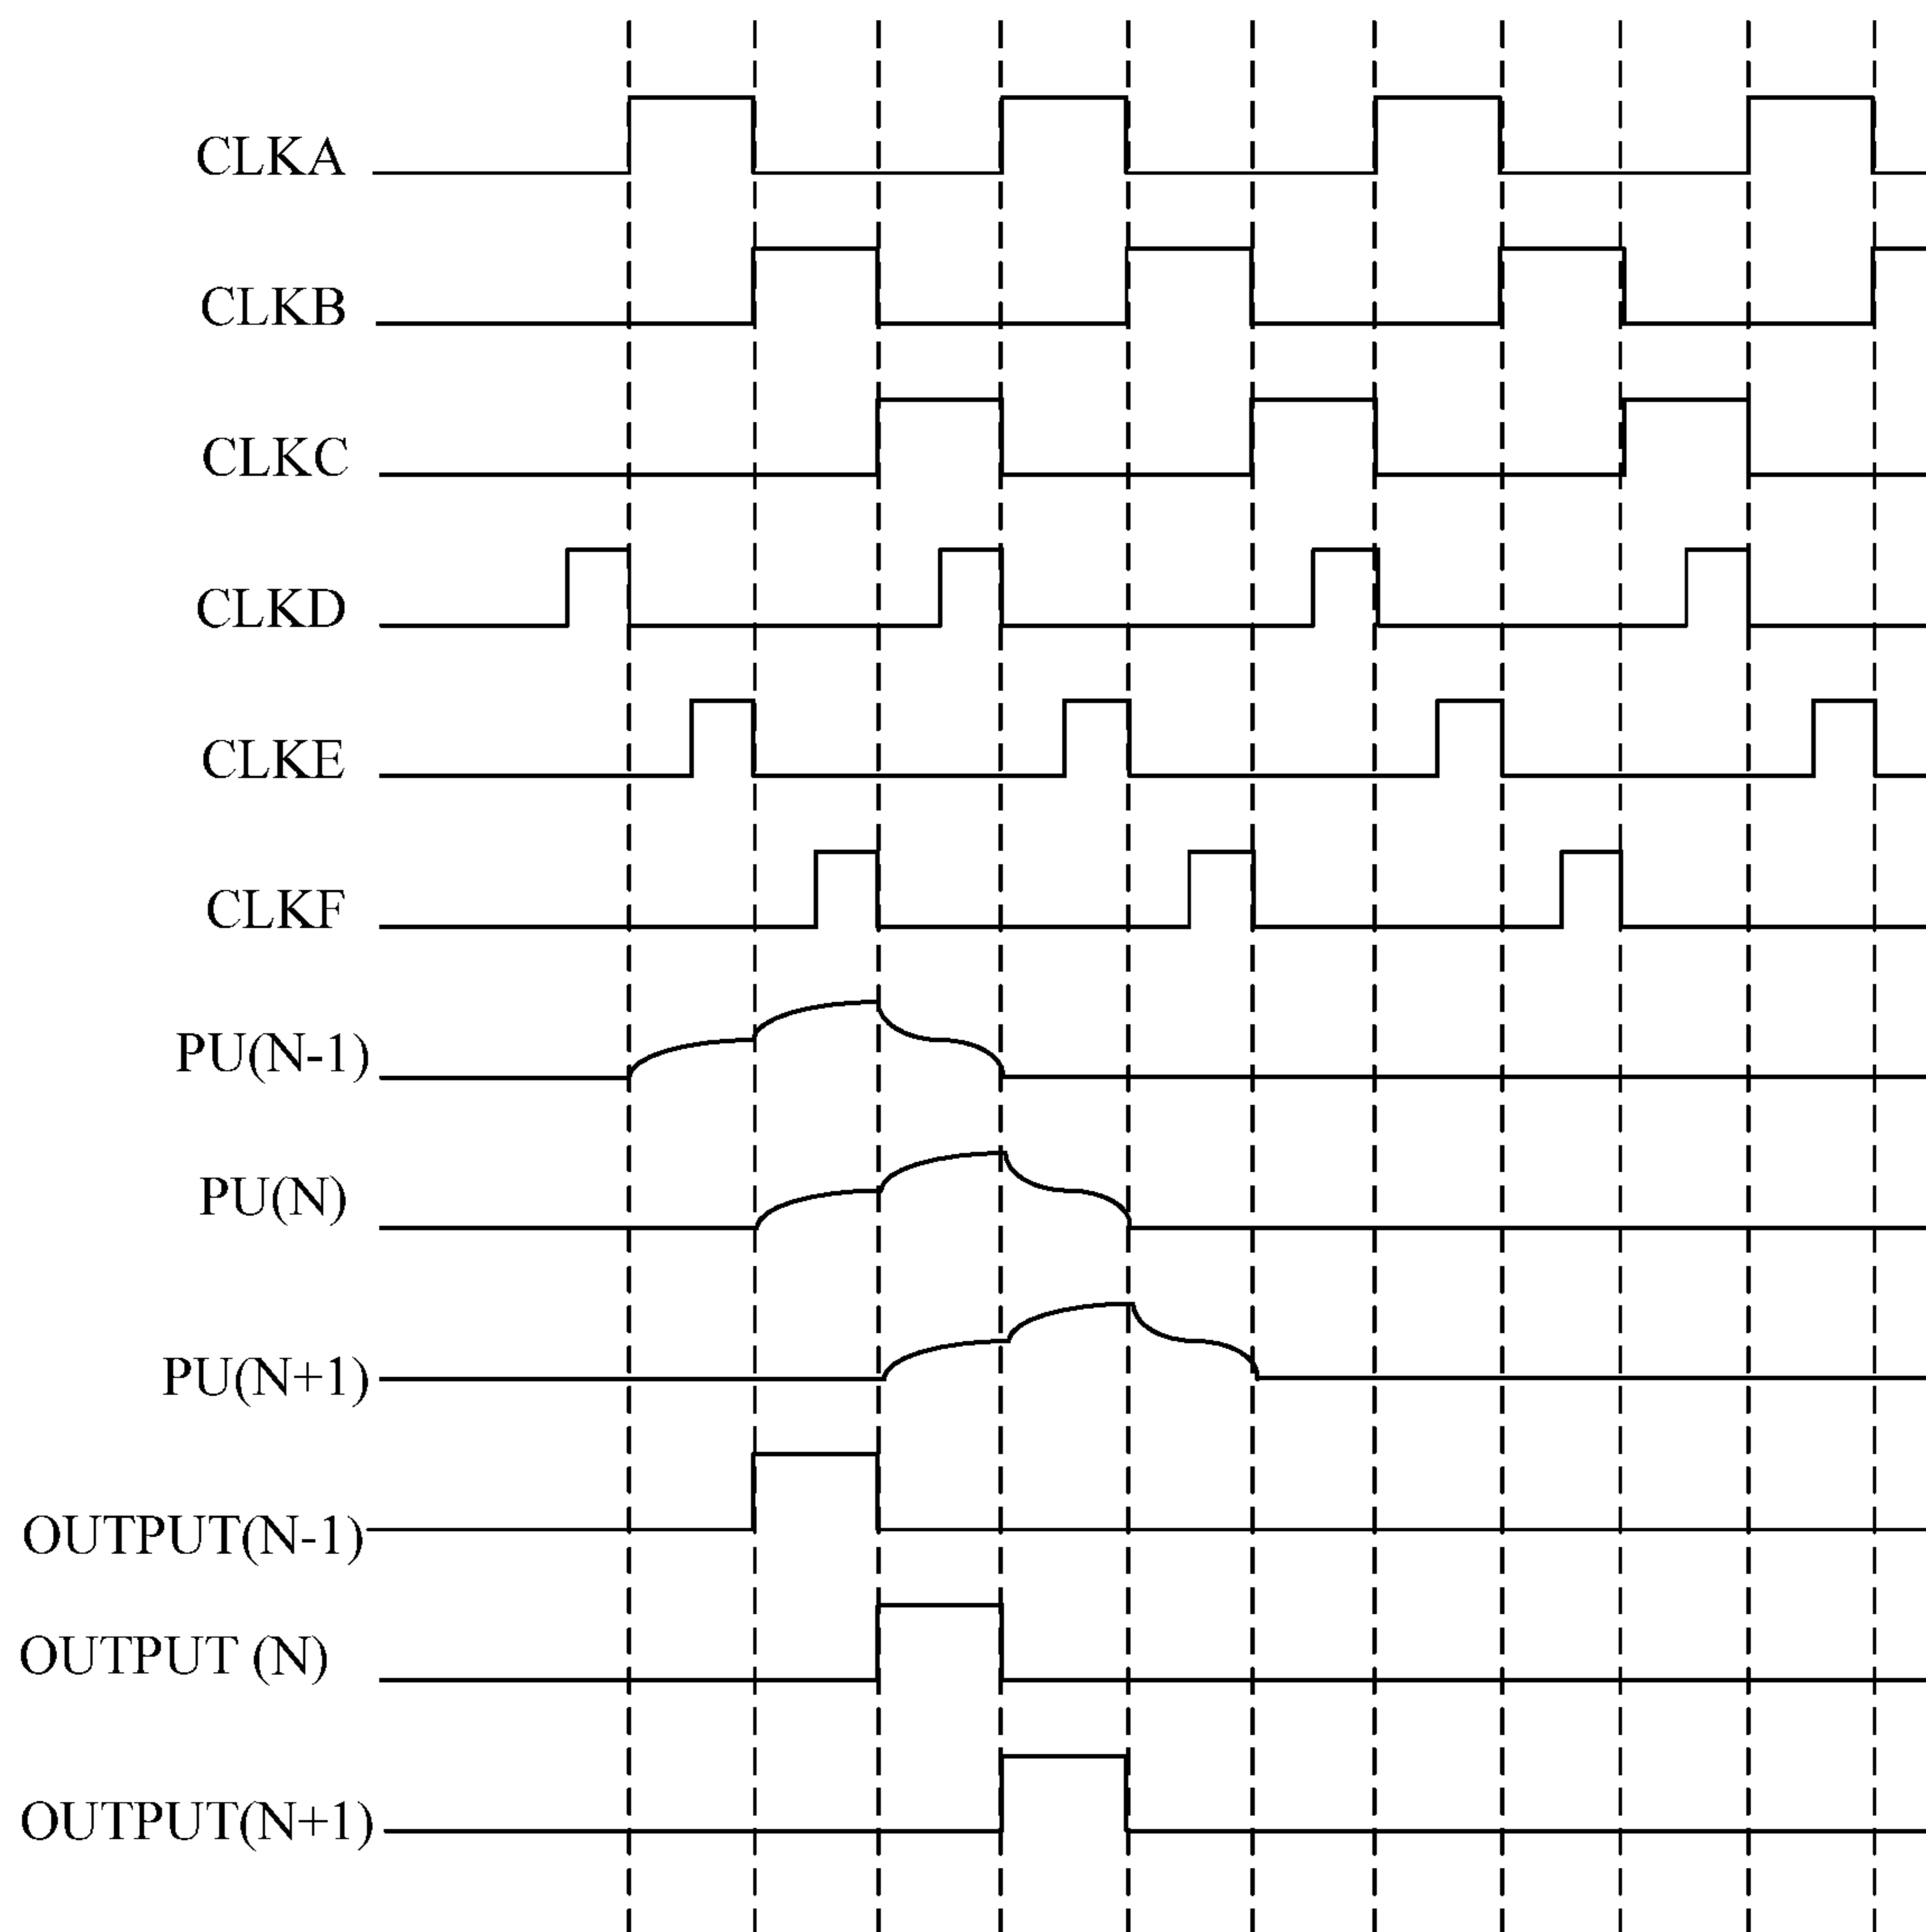 CLKA
CLKB
CLKC
CLKD
CLKE
CLKF
PU(N-1)
PU(N)
PU(N+1)
OUTPUT(N-1)
OUTPUT (N)
OUTPUT(N+1)